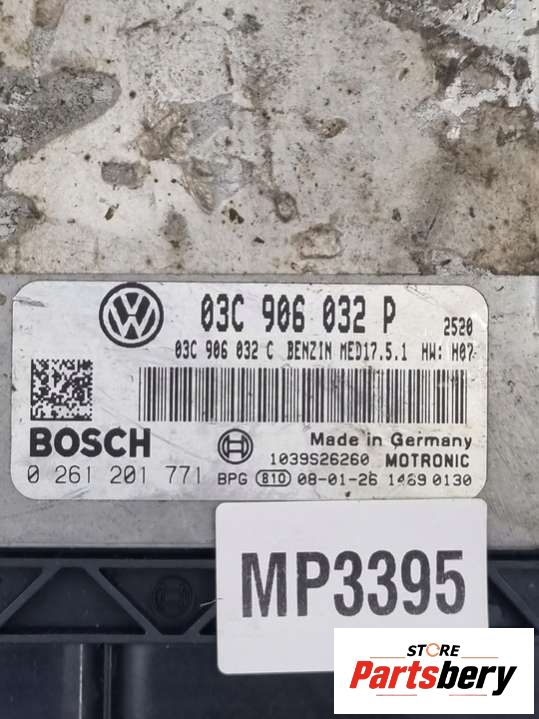 03C 906 032 P 2520
03C 906 032 C BENZIN MED17.5.1 HW: H07
BOSCH
Made in Germany
1039S26260 MOTRONIC
0 261 201 771 BPG 810 08-01-26 1469 0130
MP3395
STORE
Partsbery